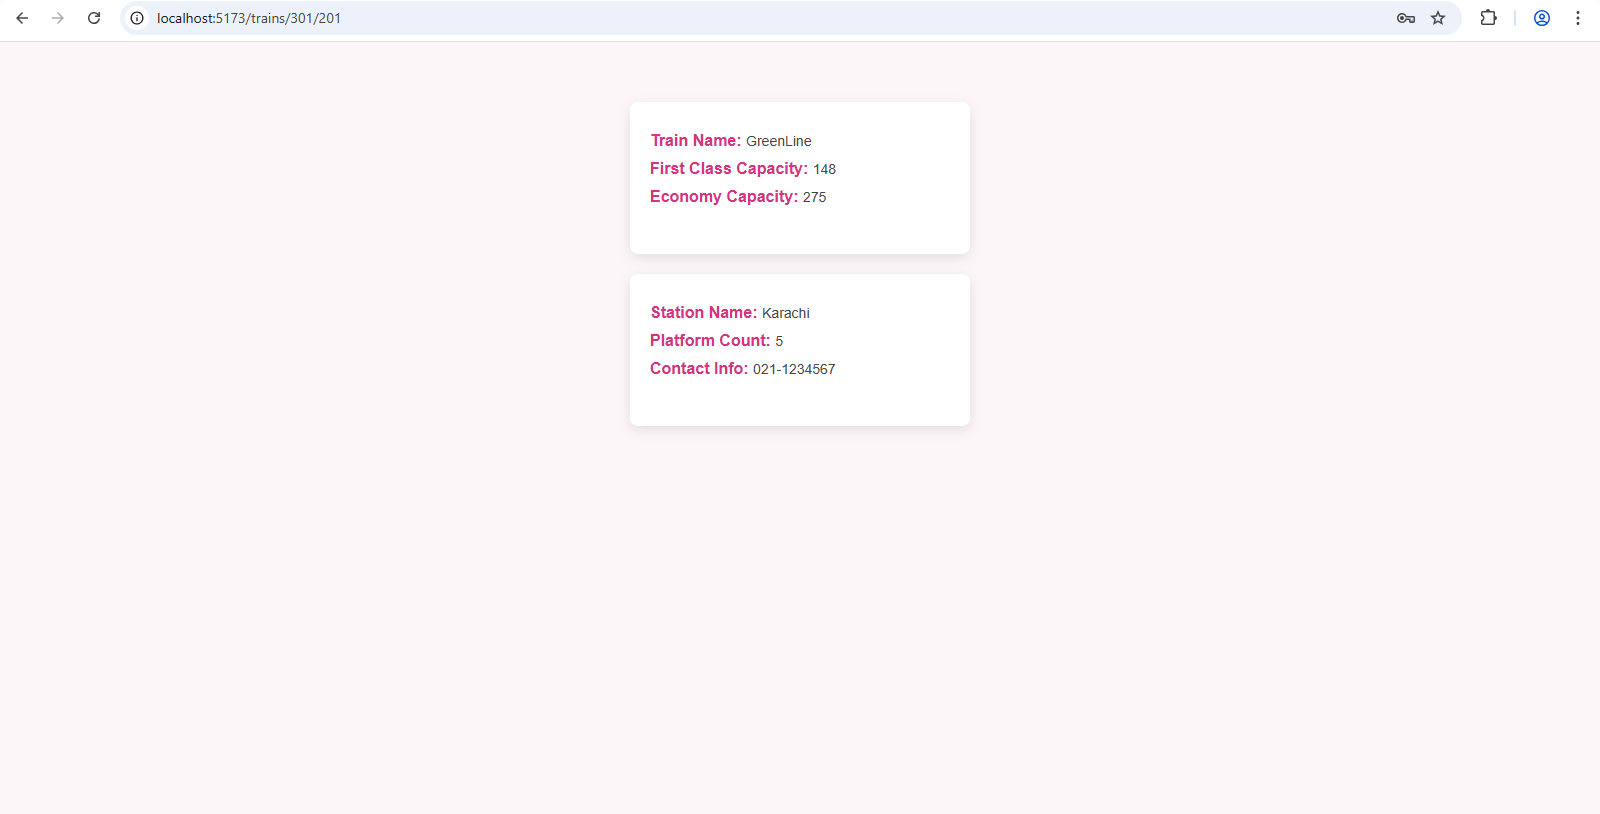 localhost:5173/trains/301/201
Train Name: GreenLine
First Class Capacity: 148
Economy Capacity: 275
Station Name: Karachi
Platform Count: 5
Contact Info: 021-1234567